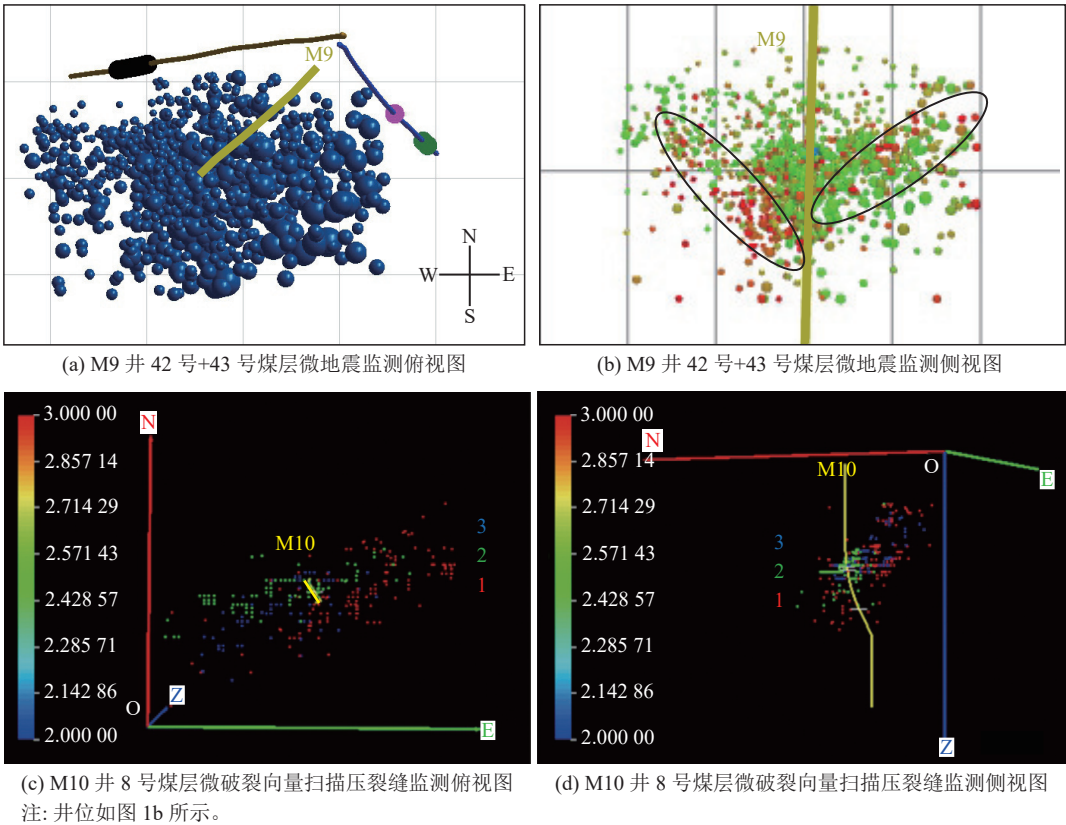 M9
N
W
E
S
(a) M9 井 42 号+43 号煤层微地震监测俯视图
M9
(b) M9 井 42 号+43 号煤层微地震监测侧视图
3.000 00
2.857 14
2.714 29
2.571 43
2.428 57
2.285 71
2.142 86
2.000 00
N
M10
3
2
1
O
Z
E
(c) M10 井 8 号煤层微破裂向量扫描压裂缝监测俯视图
3.000 00
2.857 14
2.714 29
2.571 43
2.428 57
2.285 71
2.142 86
2.000 00
N
M10
O
E
3
2
1
Z
(d) M10 井 8 号煤层微破裂向量扫描压裂缝监测侧视图
注: 井位如图 1b 所示。